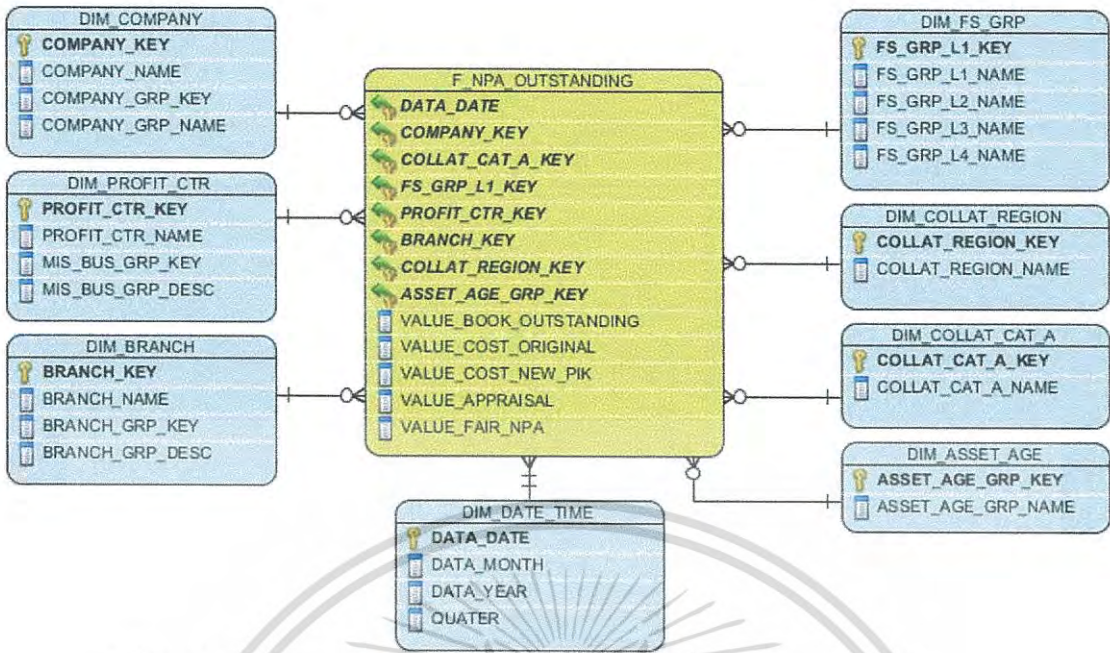 DIM_COMPANY
COMPANY_KEY
COMPANY_NAME
COMPANY_GRP_KEY
COMPANY_GRP_NAME
DIM_PROFIT_CTR
PROFIT_CTR_KEY
PROFIT_CTR_NAME
MIS_BUS_GRP_KEY
MIS_BUS_GRP_DESC
DIM_BRANCH
BRANCH_KEY
BRANCH_NAME
BRANCH_GRP_KEY
BRANCH_GRP_DESC
F_NPA_OUTSTANDING
DATA_DATE
COMPANY_KEY
COLLAT_CAT_A_KEY
FS_GRP_L1_KEY
PROFIT_CTR_KEY
BRANCH_KEY
COLLAT_REGION_KEY
ASSET_AGE_GRP_KEY
VALUE_BOOK_OUTSTANDING
VALUE_COST_ORIGINAL
VALUE_COST_NEW_PIK
VALUE_APPRAISAL
VALUE_FAIR_NPA
DIM_DATE_TIME
DATA_DATE
DATA_MONTH
DATA_YEAR
QUATER
DIM_FS_GRP
FS_GRP_L1_KEY
FS_GRP_L1_NAME
FS_GRP_L2_NAME
FS_GRP_L3_NAME
FS_GRP_L4_NAME
DIM_COLLAT_REGION
COLLAT_REGION_KEY
COLLAT_REGION_NAME
DIM_COLLAT_CAT_A
COLLAT_CAT_A_KEY
COLLAT_CAT_A_NAME
DIM_ASSET_AGE
ASSET_AGE_GRP_KEY
ASSET_AGE_GRP_NAME